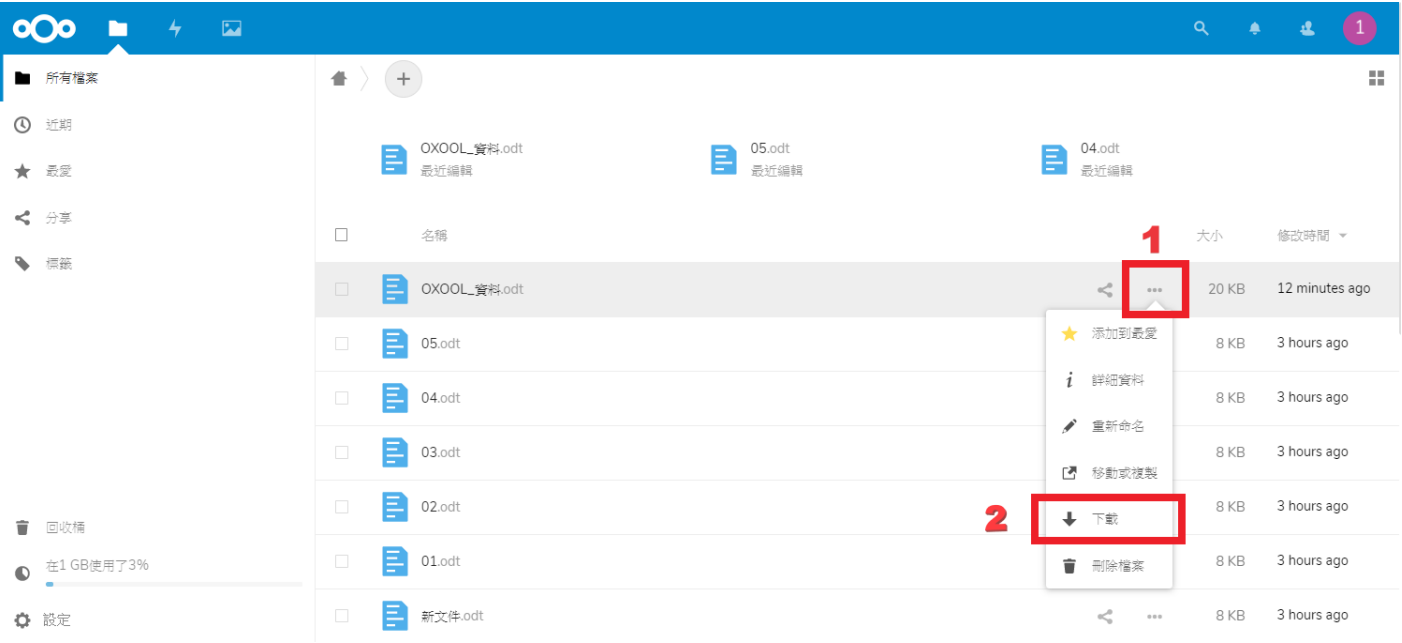 1
所有檔案
近期
最愛
分享
標籤
OXOOL_資料.odt
最近編輯
05.odt
最近編輯
04.odt
最近編輯
名稱
1
大小
修改時間
OXOOL_資料.odt
20 KB
12 minutes ago
添加到最愛
05.odt
8 KB
3 hours ago
詳細資料
04.odt
8 KB
3 hours ago
重新命名
03.odt
8 KB
3 hours ago
移動或複製
02.odt
8 KB
3 hours ago
2
下載
01.odt
8 KB
3 hours ago
刪除檔案
新文件.odt
8 KB
3 hours ago
回收桶
在1 GB使用了3%
設定